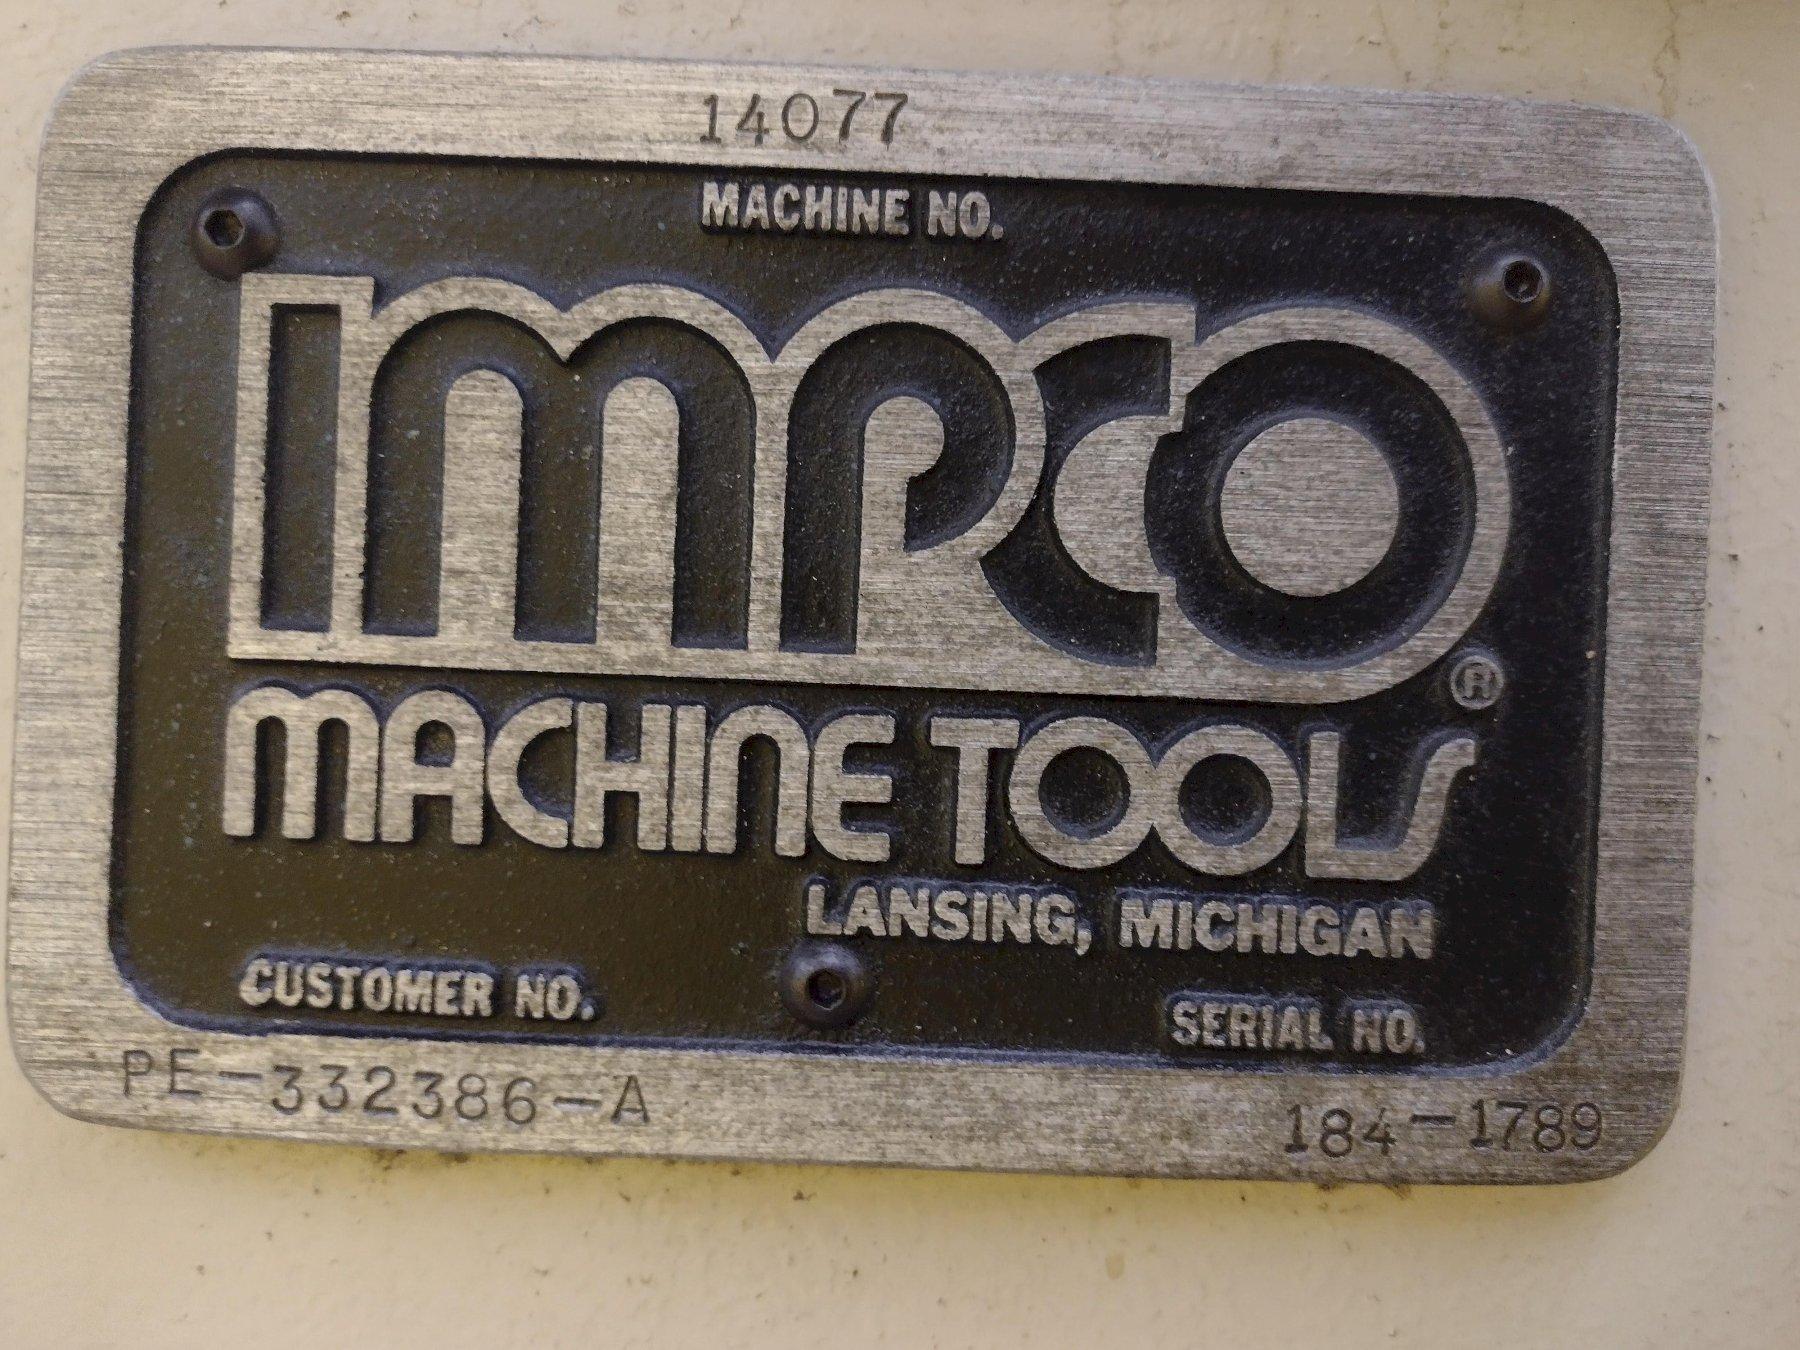 14077
MACHINE NO.
IMPCO
®
MACHINE TOOLS
LANSING, MICHIGAN
CUSTOMER NO.
SERIAL NO.
PE-332386-A
184-1789